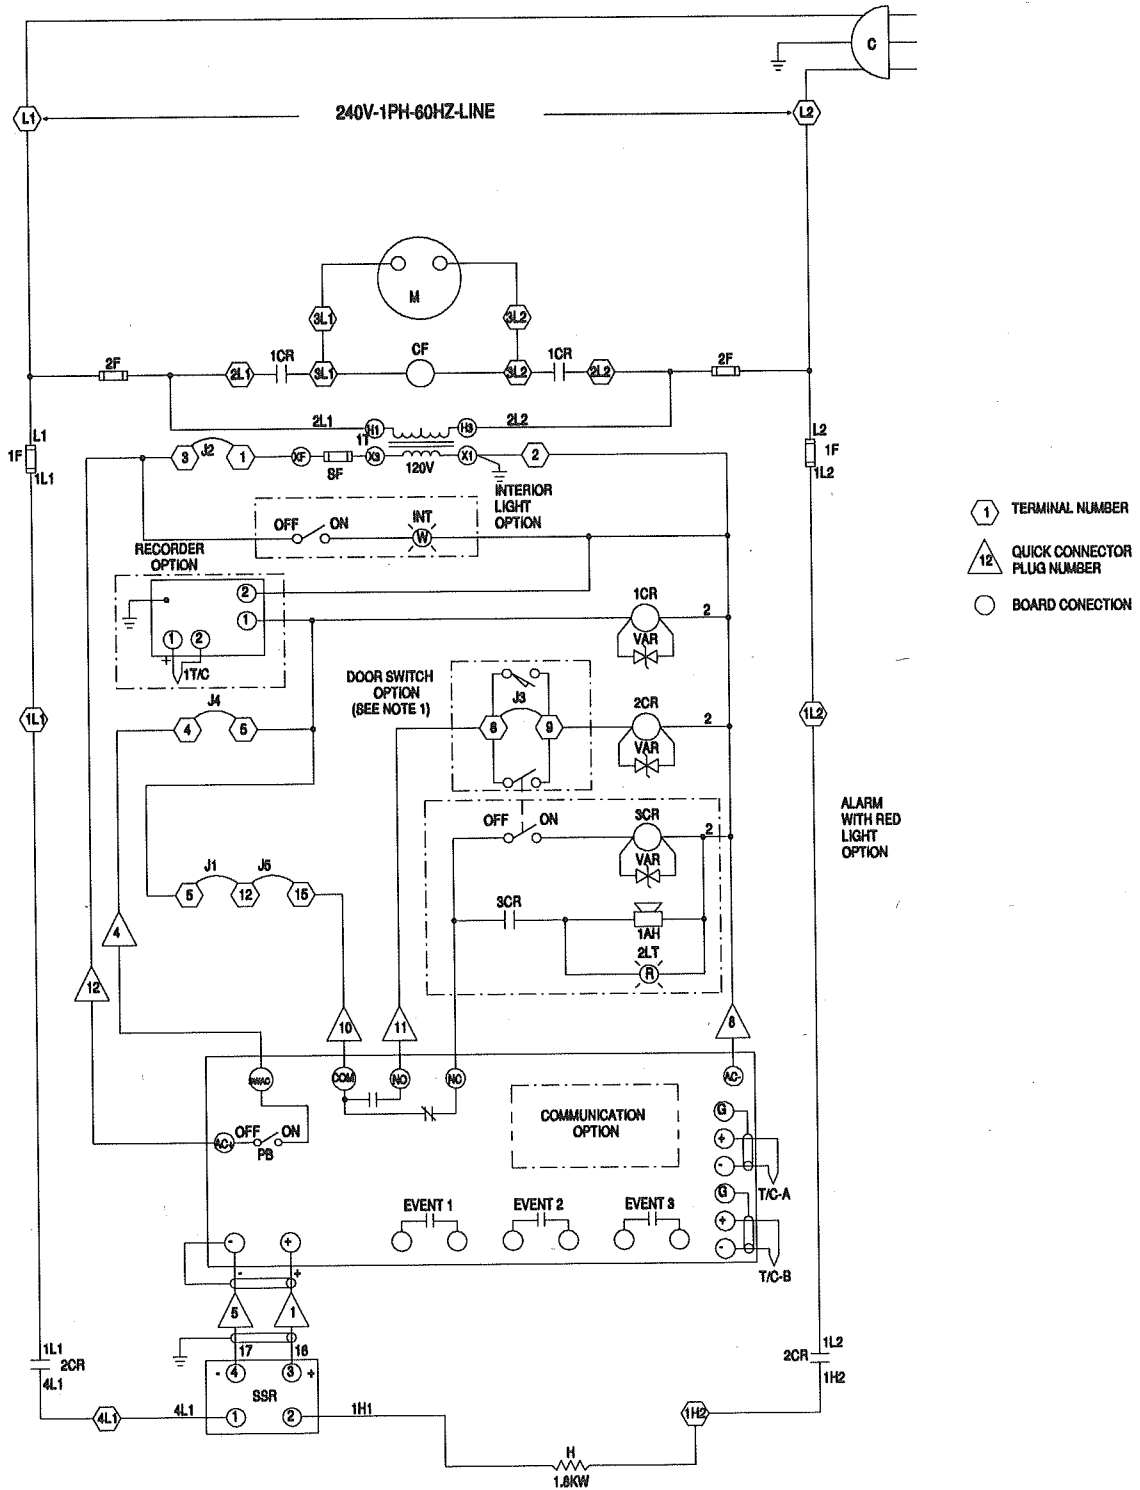 C
L1
240V-1PH-60HZ-LINE
L2
M
3L1
3L2
2F
2L1
1CR
3L1
CF
3L2
1CR
2L2
2F
2L1
H1
H3
2L2
1T
L1
1F
1L1
L2
1F
1L2
3
J2
1
XF
SF
X3
120V
X1
2
INTERIOR
LIGHT
OPTION
OFF
ON
INT
W
1
TERMINAL NUMBER
12
QUICK CONNECTOR
PLUG NUMBER
BOARD CONECTION
RECORDER
OPTION
2
1
1
2
+
1T/C
1CR
2
VAR
DOOR SWITCH
OPTION
(SEE NOTE 1)
J3
6
9
2CR
2
VAR
J4
4
5
1L1
1L2
ALARM
WITH RED
LIGHT
OPTION
OFF
ON
3CR
2
VAR
J1
J5
5
12
15
3CR
1AH
2LT
R
4
12
10
11
8
SWAC
COM
NO
NC
AC-
COMMUNICATION
OPTION
AC+
OFF
ON
PB
G
+
-
T/C-A
G
+
-
T/C-B
EVENT 1
EVENT 2
EVENT 3
-
+
-
+
5
1
17
16
- 4
3 +
SSR
1
2
1L1
2CR
4L1
4L1
4L1
1H1
1L2
2CR
1H2
1H2
H
1.8KW